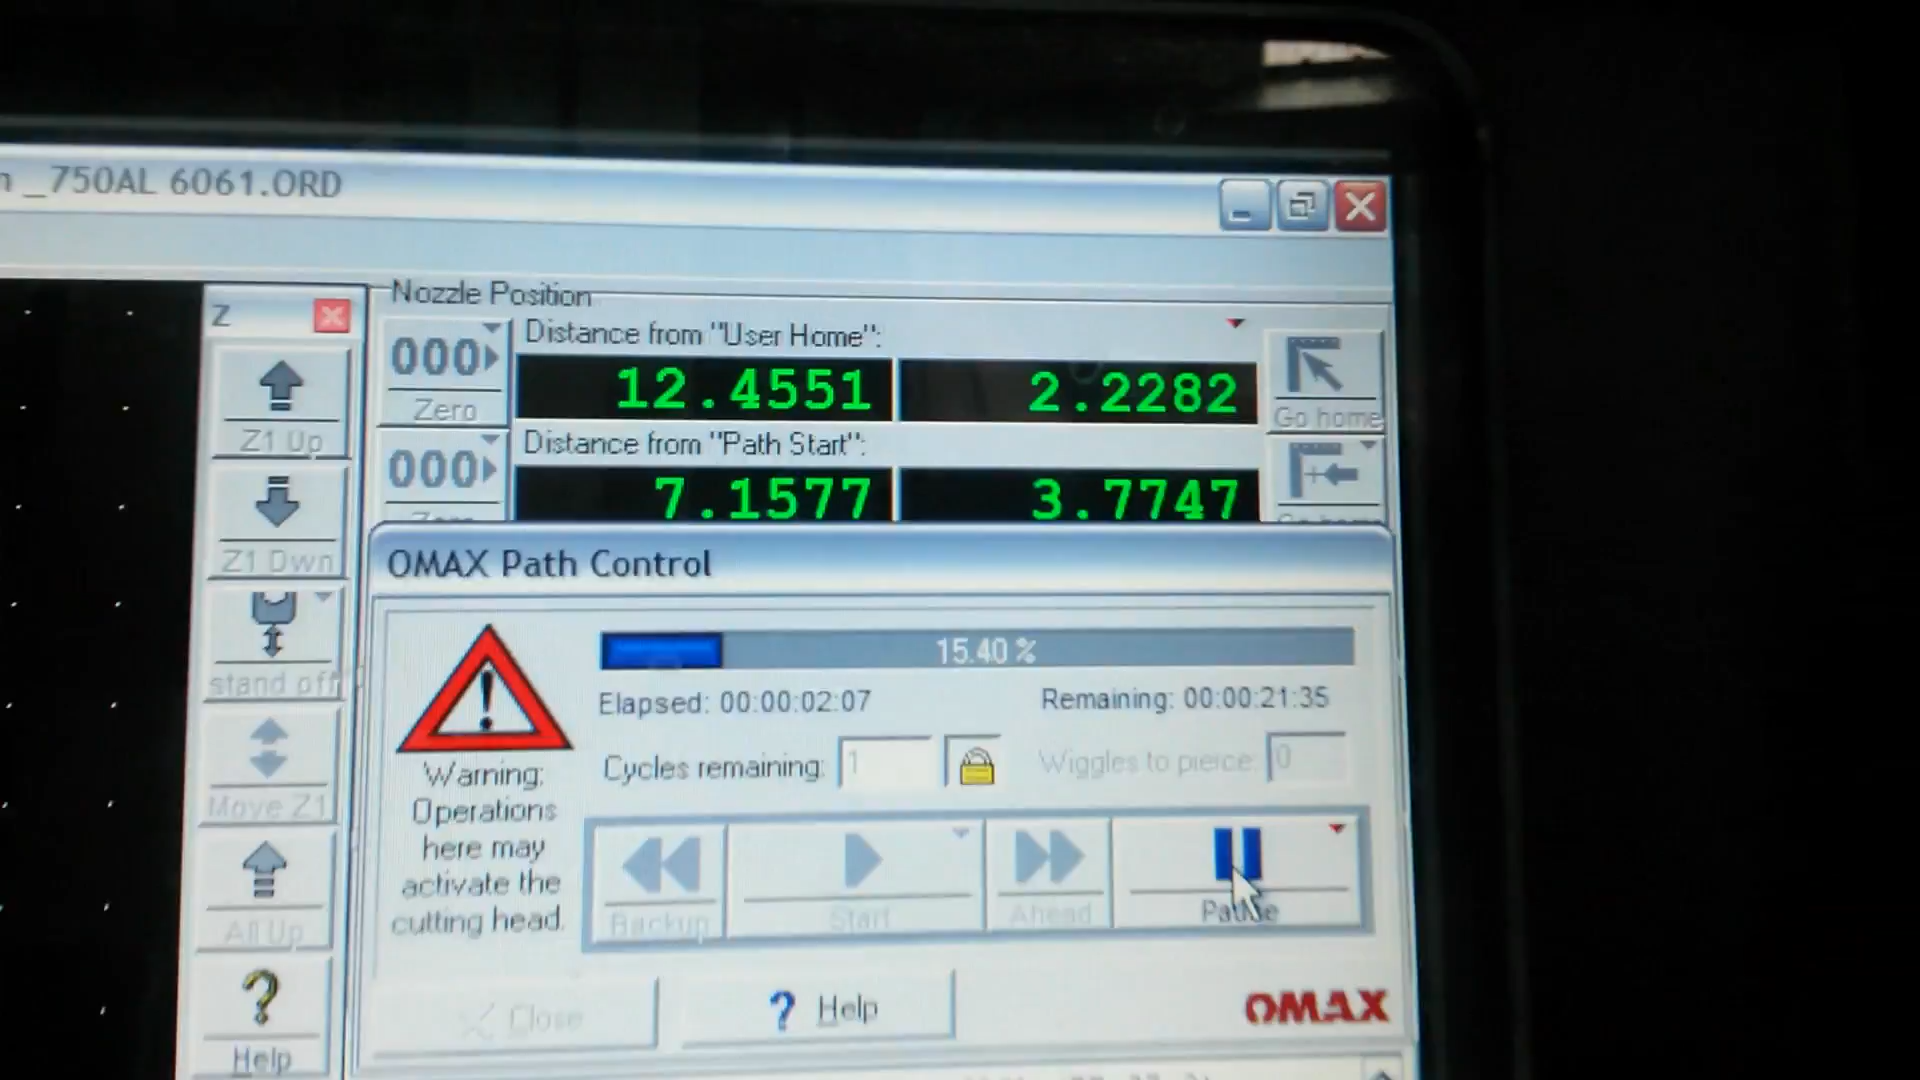 _750AL 6061.ORD
Nozzle Position
Z
Distance from "User Home":
000
12.4551
2.2282
Zero
Go home
Z1 Up
Distance from "Path Start":
000
7.1577
3.7747
Z1 Dwn
OMAX Path Control
15.40 %
stand off
Elapsed: 00:00:02:07
Remaining: 00:00:21:35
Cycles remaining: 1
Wiggles to pierce: 0
Move Z1
Warning:
Operations
here may
activate the
cutting head.
Backup
Start
Ahead
Pause
All Up
Close
? Help
OMAX
?
Help